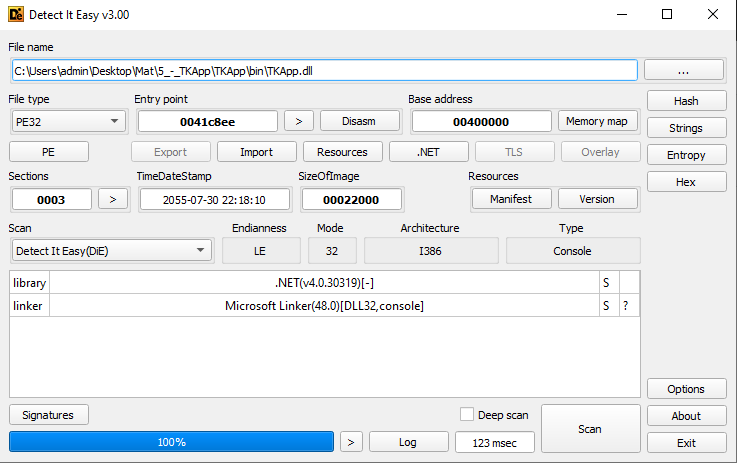 Detect It Easy v3.00
File name
C:\Users\admin\Desktop\Mat\5_-_TKApp\TKApp\bin\TKApp.dll ...
File type Entry point Base address
PE32 0041c8ee > Disasm 00400000 Memory map Hash
Strings
PE Export Import Resources .NET TLS Overlay Entropy
Sections TimeDateStamp SizeOfImage Resources Hex
0003 > 2055-07-30 22:18:10 00022000 Manifest Version
Scan Endianness Mode Architecture Type
Detect It Easy(DiE) LE 32 I386 Console
library .NET(v4.0.30319)[-] S
linker Microsoft Linker(48.0)[DLL32,console] S ?
Options
Signatures Deep scan Scan About
100% > Log 123 msec Exit